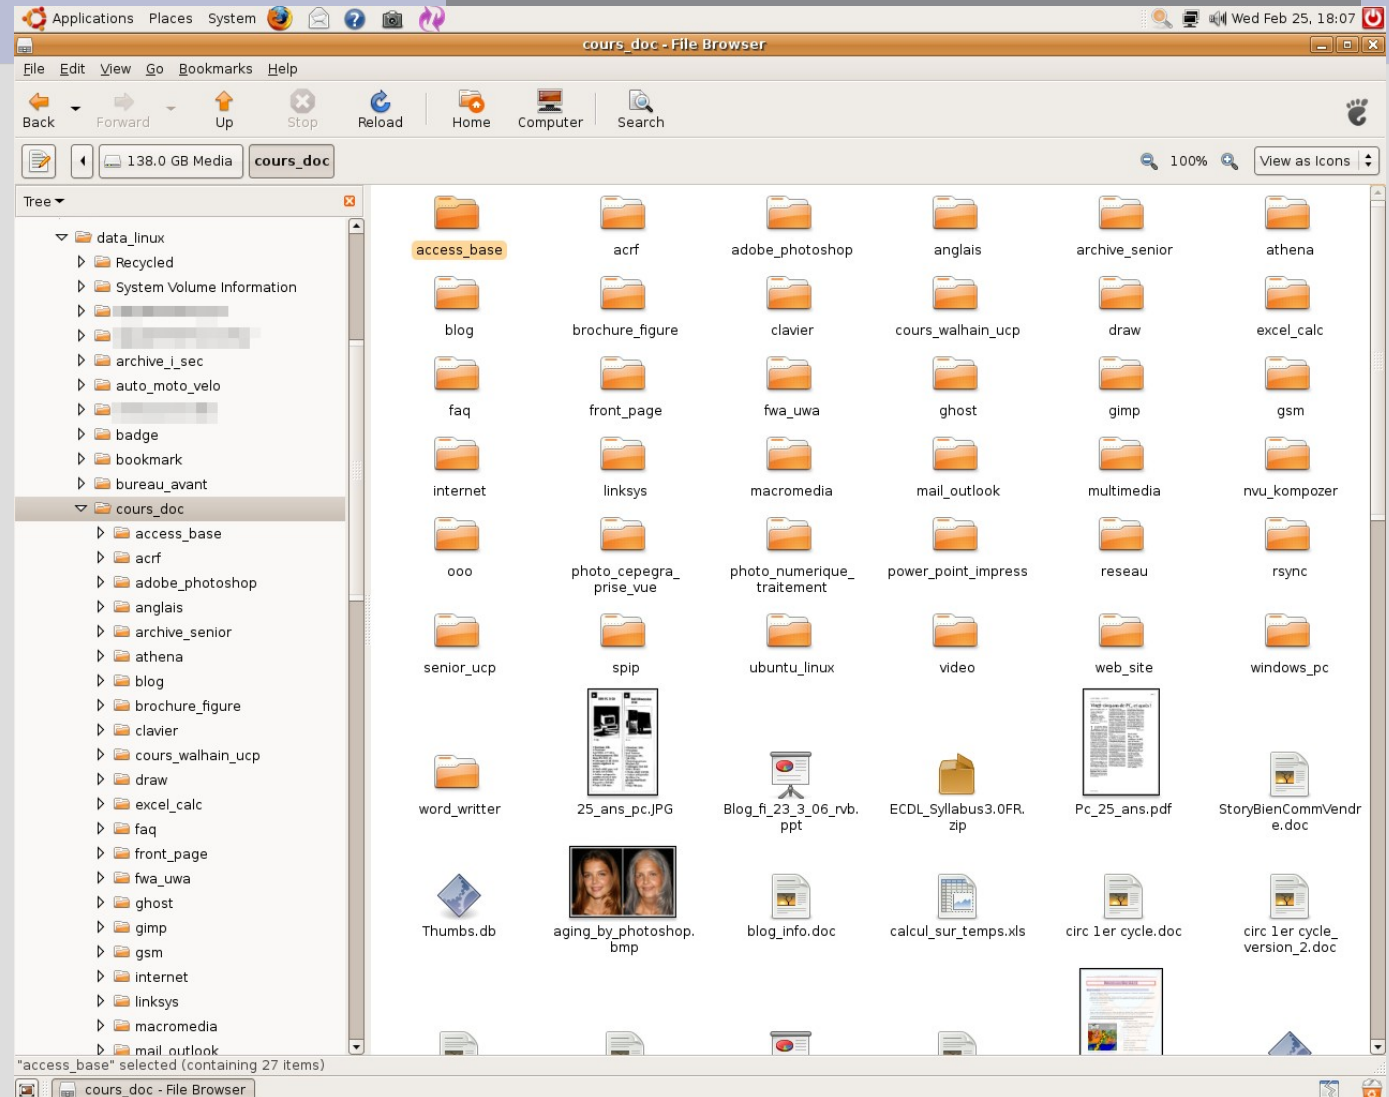 Applications Places System Wed Feb 25, 18:07
cours_doc - File Browser
File Edit View Go Bookmarks Help
Back Forward Up Stop Reload Home Computer Search
138.0 GB Media cours_doc 100% View as Icons
Tree
data_linux
Recycled
System Volume Information
archive_i_sec
auto_moto_velo
badge
bookmark
bureau_avant
cours_doc
access_base
acrf
adobe_photoshop
anglais
archive_senior
athena
blog
brochure_figure
clavier
cours_walhain_ucp
draw
excel_calc
faq
front_page
fwa_uwa
ghost
gimp
gsm
internet
linksys
macromedia
mail_outlook
access_base acrf adobe_photoshop anglais archive_senior athena
blog brochure_figure clavier cours_walhain_ucp draw excel_calc
faq front_page fwa_uwa ghost gimp gsm
internet linksys macromedia mail_outlook multimedia nvu_kompozer
ooo photo_cepegra_ photo_numerique_ power_point_impress reseau rsync
prise_vue traitement
senior_ucp spip ubuntu_linux video web_site windows_pc
word_writter 25_ans_pc.JPG Blog_fi_23_3_06_rvb. ECDL_Syllabus3.0FR. Pc_25_ans.pdf StoryBienCommVendr
ppt zip e.doc
Thumbs.db aging_by_photoshop. blog_info.doc calcul_sur_temps.xls circ 1er cycle.doc circ 1er cycle_
bmp version_2.doc
"access_base" selected (containing 27 items)
cours_doc - File Browser